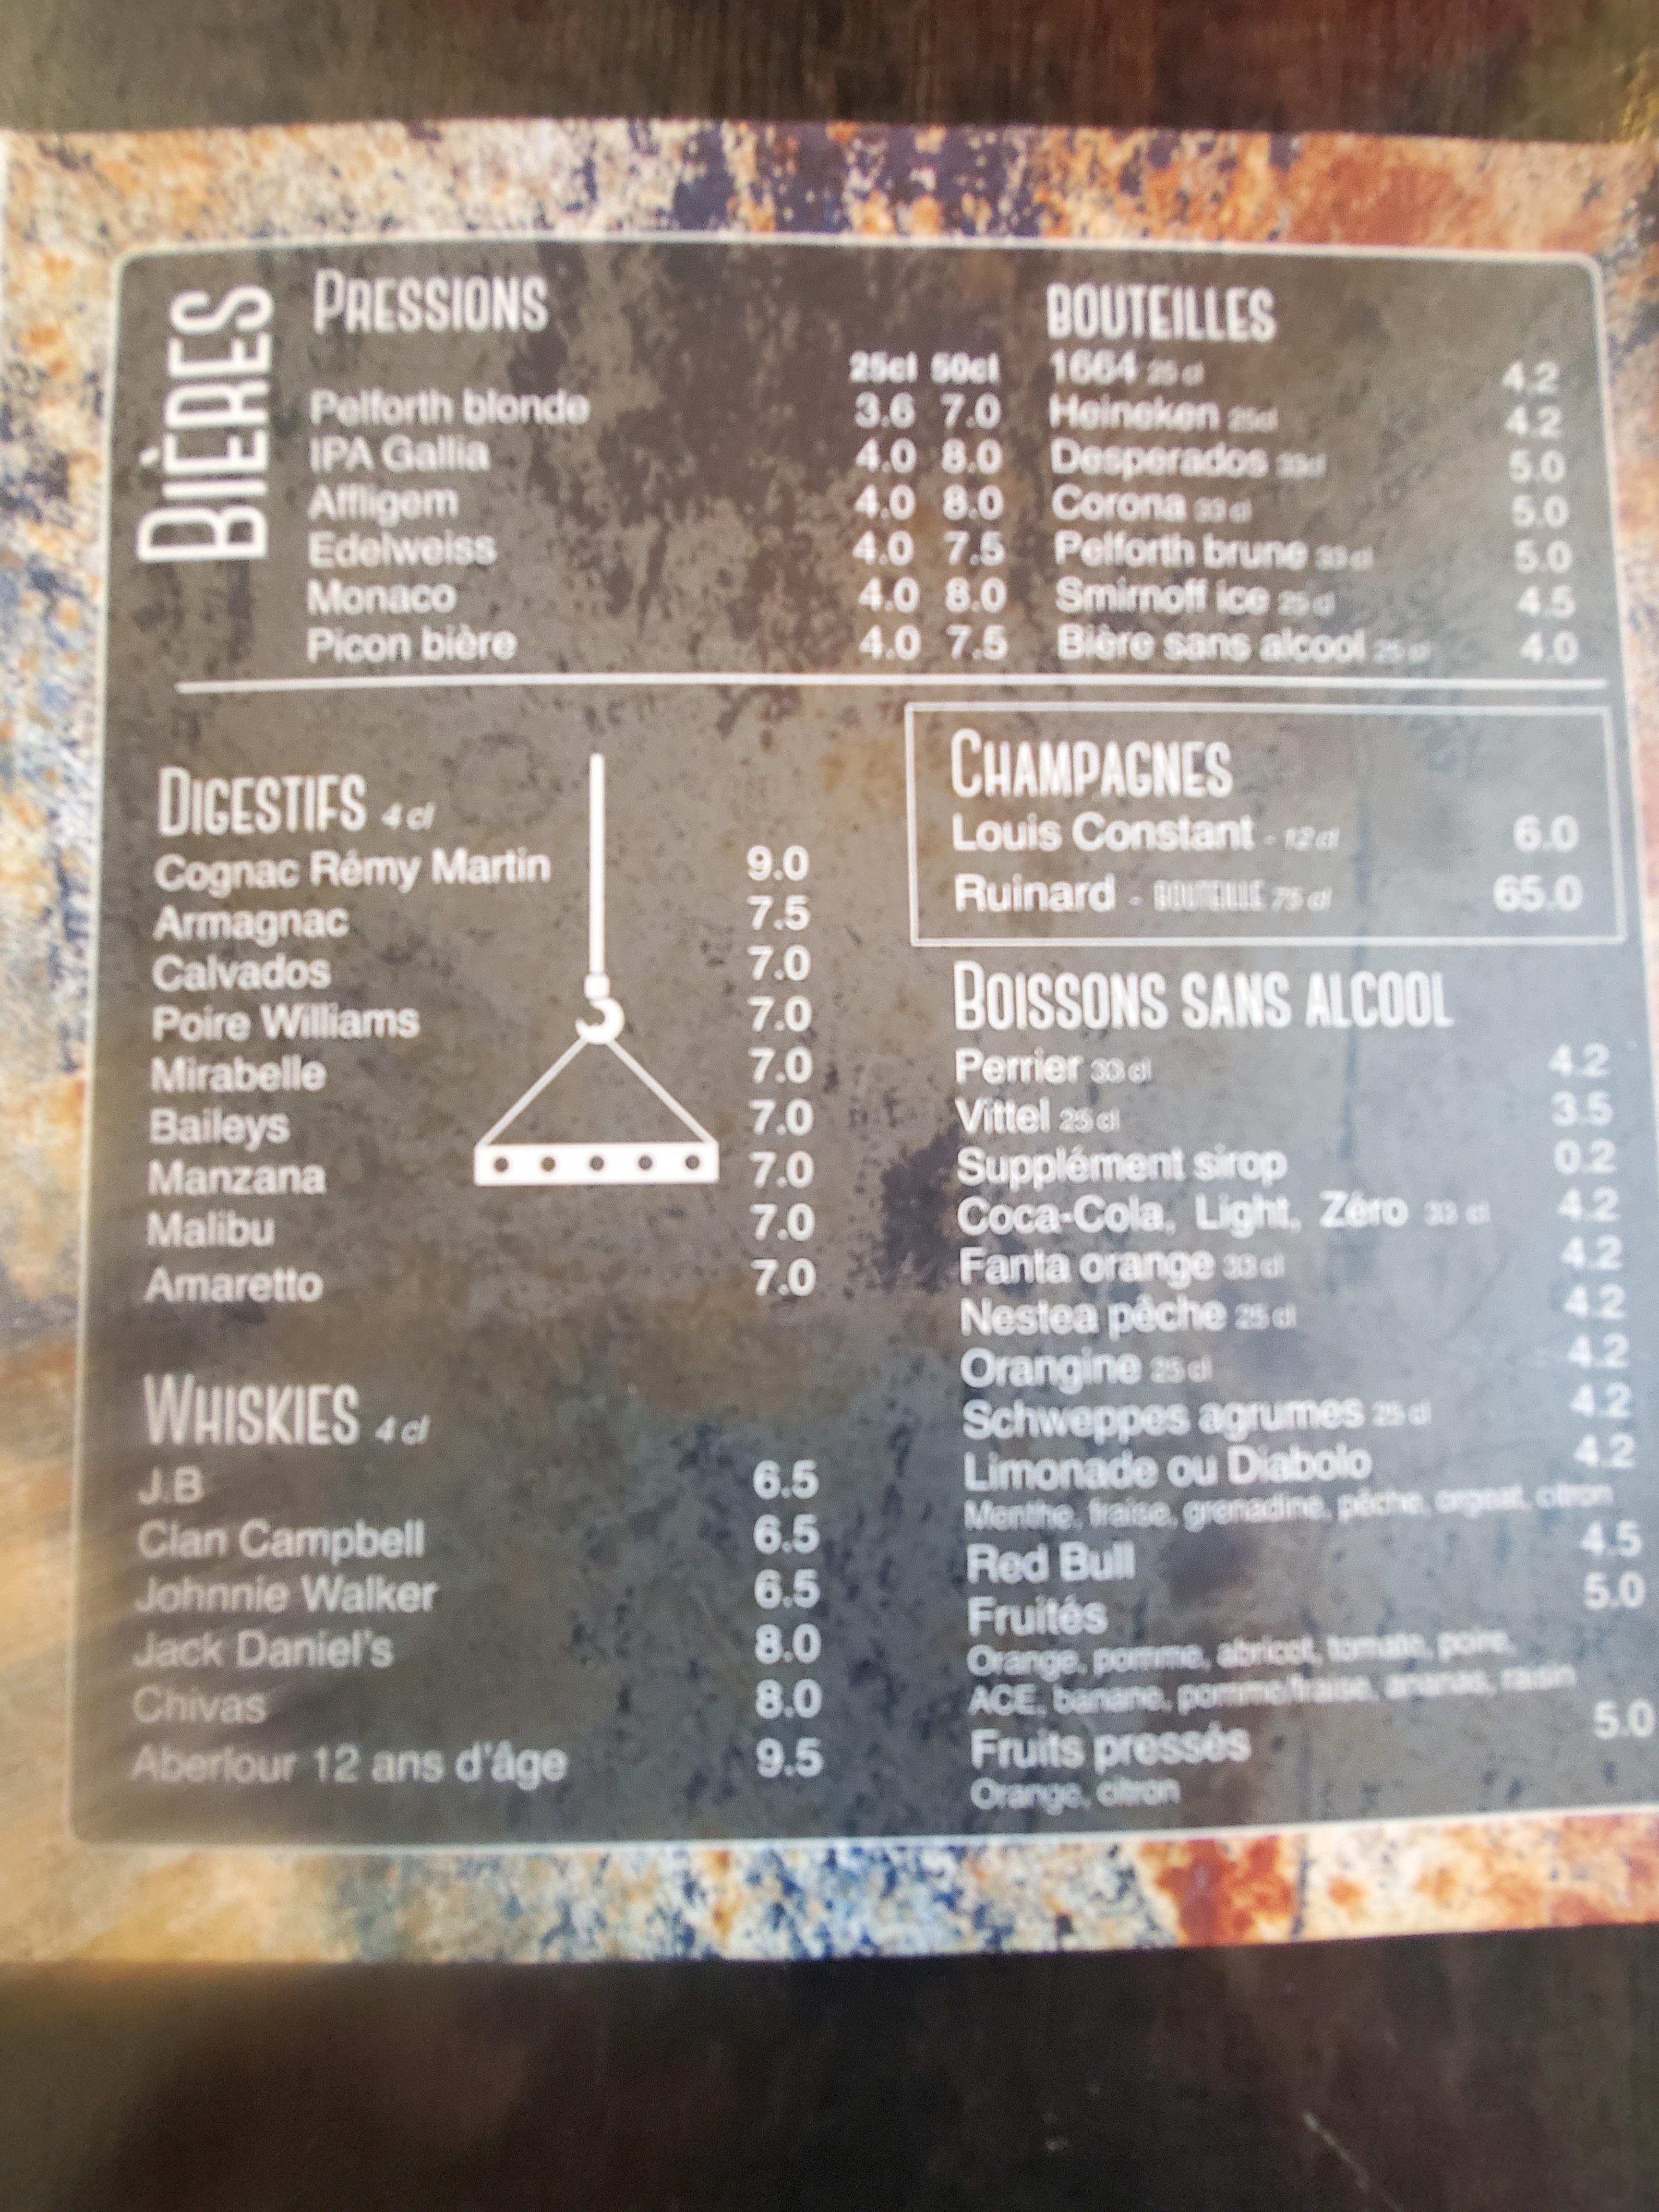 BIÈRES
PRESSIONS
25cl 50cl
Pelforth blonde 3.6 7.0
IPA Gallia 4.0 8.0
Affligem 4.0 8.0
Edelweiss 4.0 7.5
Monaco 4.0 8.0
Picon bière 4.0 7.5
BOUTEILLES
1664 25 cl 4.2
Heineken 25cl 4.2
Desperados 33cl 5.0
Corona 33 cl 5.0
Pelforth brune 33 cl 5.0
Smirnoff ice 25 cl 4.5
Bière sans alcool 25 cl 4.0
DIGESTIFS 4 cl
Cognac Rémy Martin 9.0
Armagnac 7.5
Calvados 7.0
Poire Williams 7.0
Mirabelle 7.0
Baileys 7.0
Manzana 7.0
Malibu 7.0
Amaretto 7.0
WHISKIES 4 cl
J.B 6.5
Clan Campbell 6.5
Johnnie Walker 6.5
Jack Daniel's 8.0
Chivas 8.0
Aberlour 12 ans d'âge 9.5
CHAMPAGNES
Louis Constant - 12 cl 6.0
Ruinard - BOUTEILLE 75 cl 65.0
BOISSONS SANS ALCOOL
Perrier 33 cl 4.2
Vittel 25 cl 3.5
Supplément sirop 0.2
Coca-Cola, Light, Zéro 33 cl 4.2
Fanta orange 33 cl 4.2
Nestea pêche 25 cl 4.2
Orangine 25 cl 4.2
Schweppes agrumes 25 cl 4.2
Limonade ou Diabolo 4.2
Menthe, fraise, grenadine, pêche, orgeat, citron
Red Bull 4.5
Fruités 5.0
Orange, pomme, abricot, tomate, poire,
ACE, banane, pomme/fraise, ananas, raisin
Fruits pressés 5.0
Orange, citron